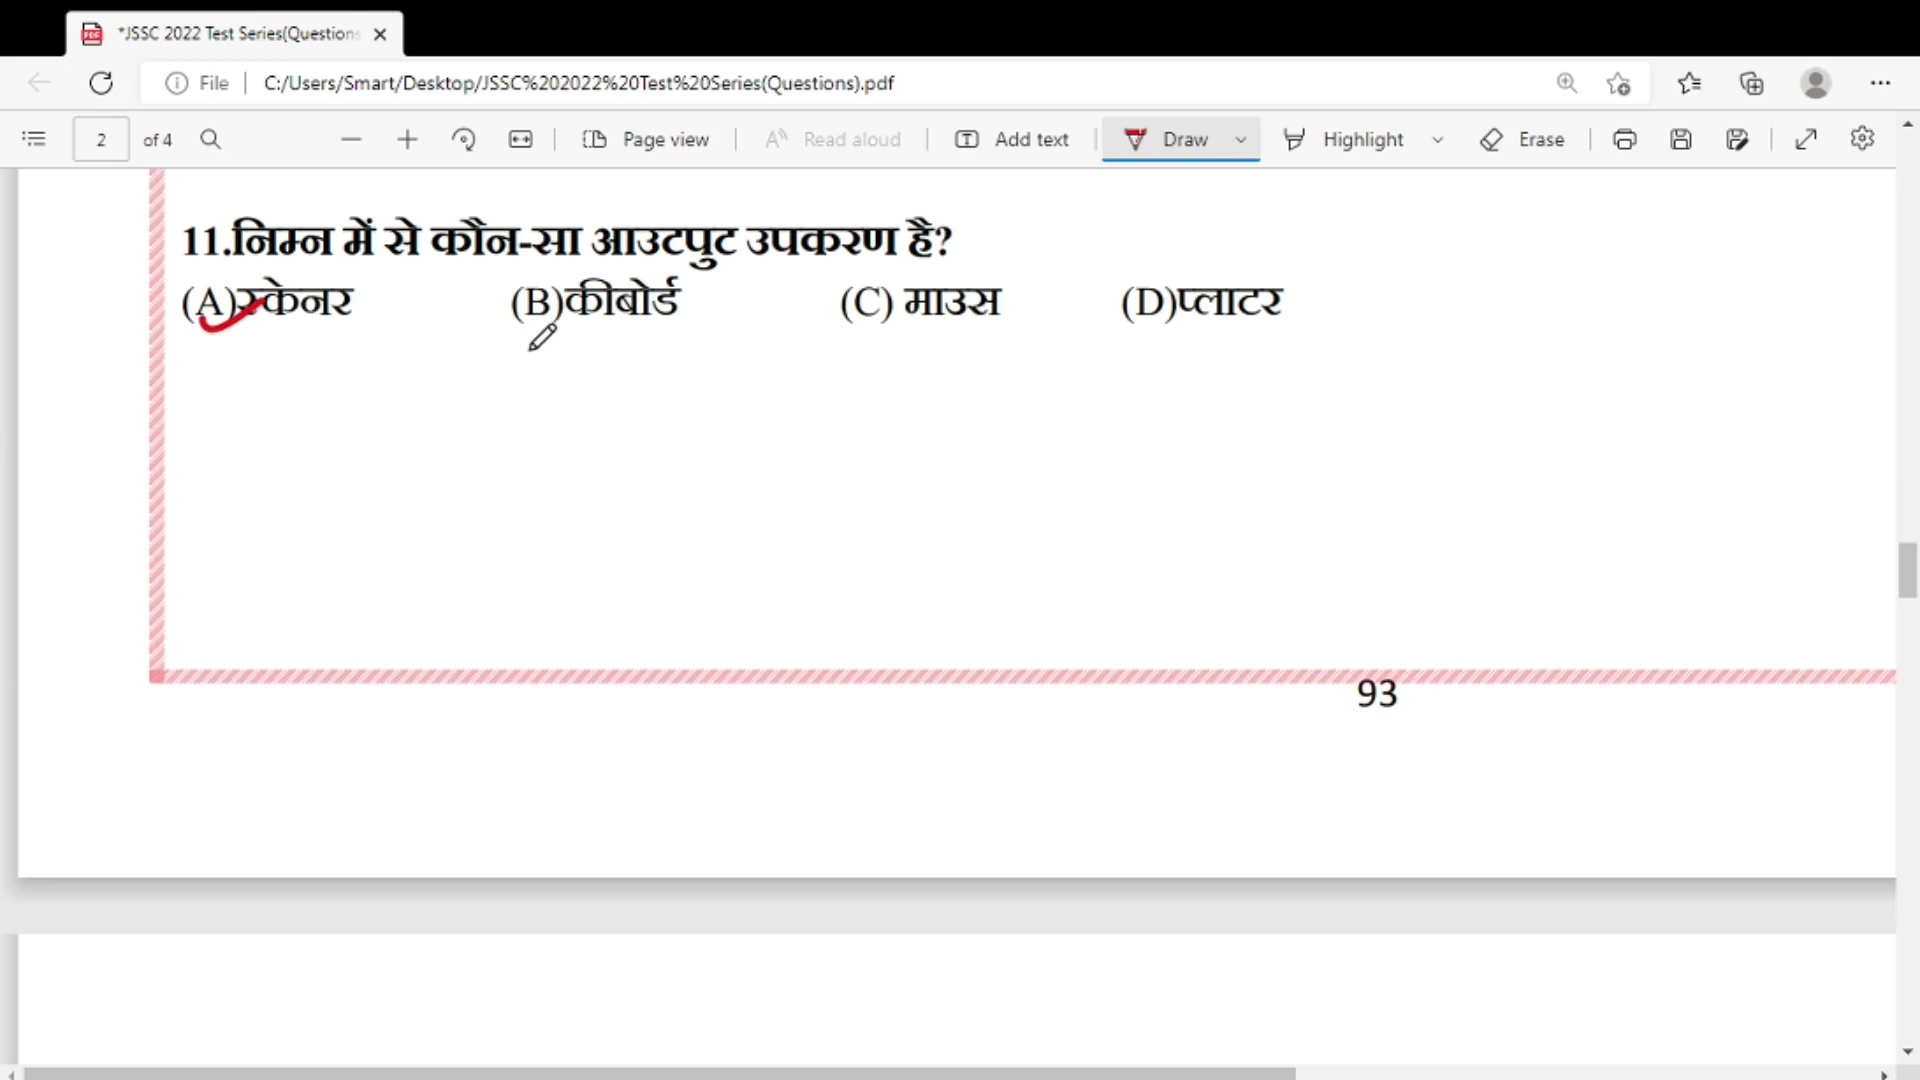 *JSSC 2022 Test Series(Questions
File
C:/Users/Smart/Desktop/JSSC%202022%20Test%20Series(Questions).pdf
2 of 4 Page view Read aloud Add text Draw Highlight Erase
11.निम्न में से कौन-सा आउटपुट उपकरण है?
(A)स्केनर (B)कीबोर्ड (C) माउस (D)प्लाटर
93